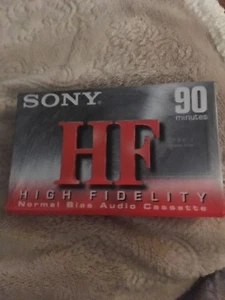 SONY
90
minutes
HF
HIGH FIDELITY
Normal Bias Audio Cassette